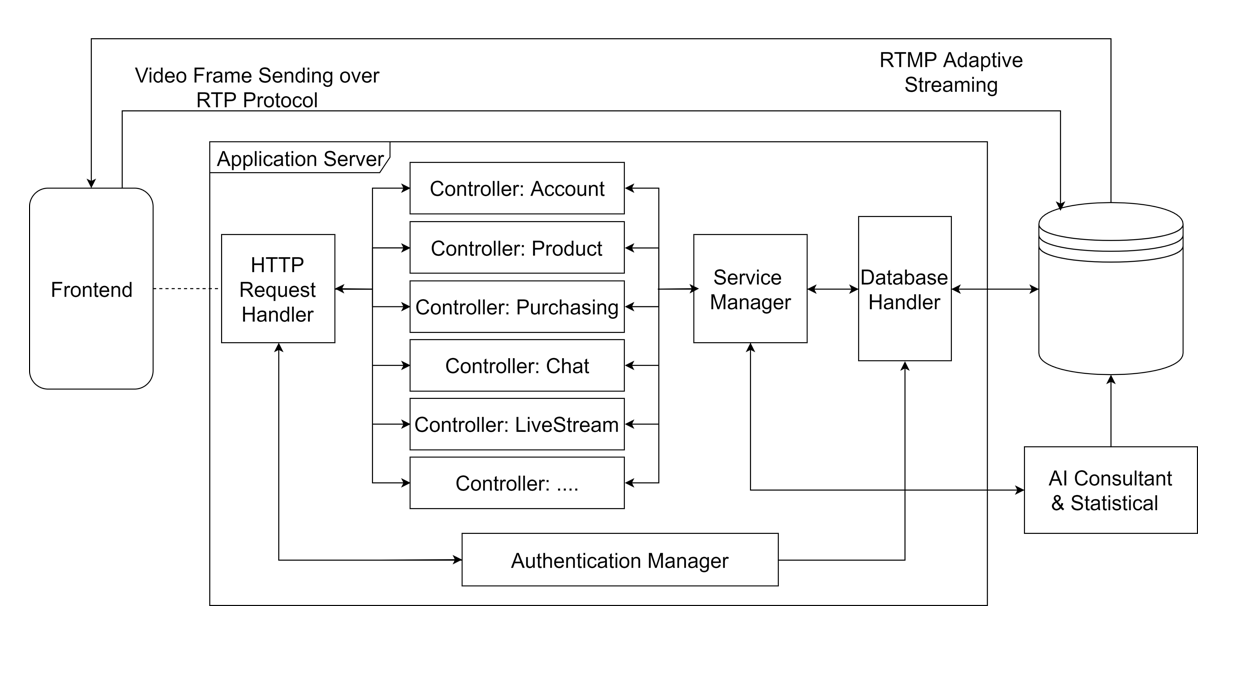 RTMP Adaptive
Streaming
Video Frame Sending over
RTP Protocol
Application Server
Frontend
HTTP
Request
Handler
Controller: Account
Controller: Product
Controller: Purchasing
Controller: Chat
Controller: LiveStream
Controller: ....
Service
Manager
Database
Handler
AI Consultant
& Statistical
Authentication Manager